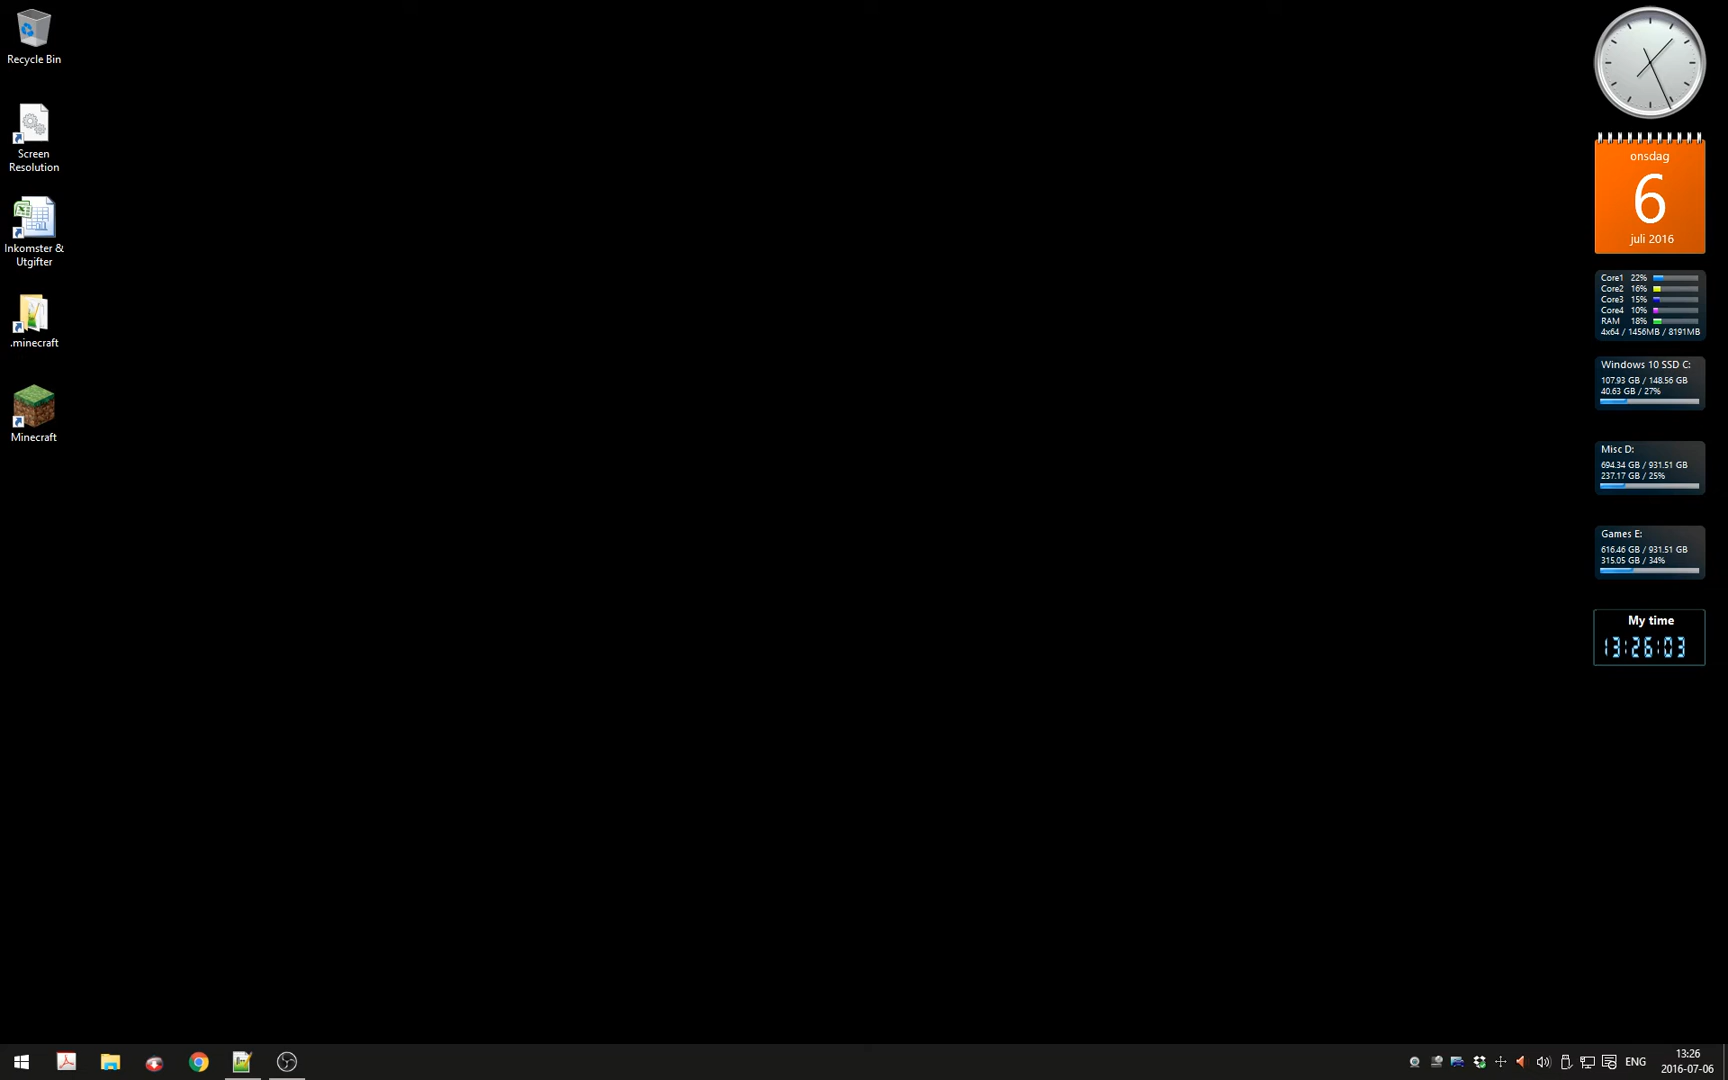 Recycle Bin
Screen
Resolution
Inkomster &
Utgifter
.minecraft
Minecraft
onsdag
6
juli 2016
Core1 22%
Core2 16%
Core3 15%
Core4 10%
RAM 18%
4x64 / 1456MB / 8191MB
Windows 10 SSD C:
107.93 GB / 148.56 GB
40.63 GB / 27%
Misc D:
694.34 GB / 931.51 GB
237.17 GB / 25%
Games E:
616.46 GB / 931.51 GB
315.05 GB / 34%
My time
13:26:03
ENG
13:26
2016-07-06